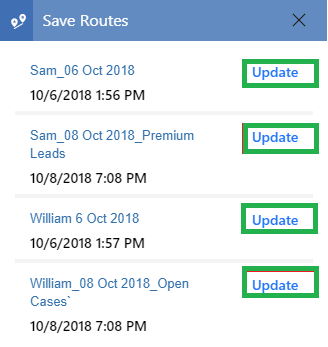 Save Routes
Sam_06 Oct 2018
Update
10/6/2018 1:56 PM
Sam_08 Oct 2018_Premium
Leads
Update
10/8/2018 7:08 PM
William 6 Oct 2018
Update
10/6/2018 1:57 PM
William_08 Oct 2018_Open
Cases`
Update
10/8/2018 7:08 PM